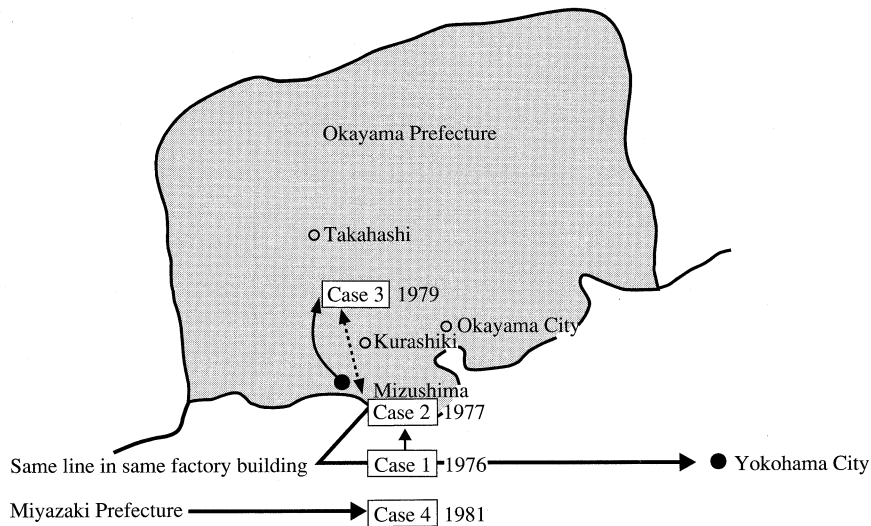 Okayama Prefecture
Takahashi
Case 3 1979
Okayama City
Kurashiki
Mizushima
Case 2 1977
Same line in same factory building
Case 1 1976
Yokohama City
Miyazaki Prefecture
Case 4 1981